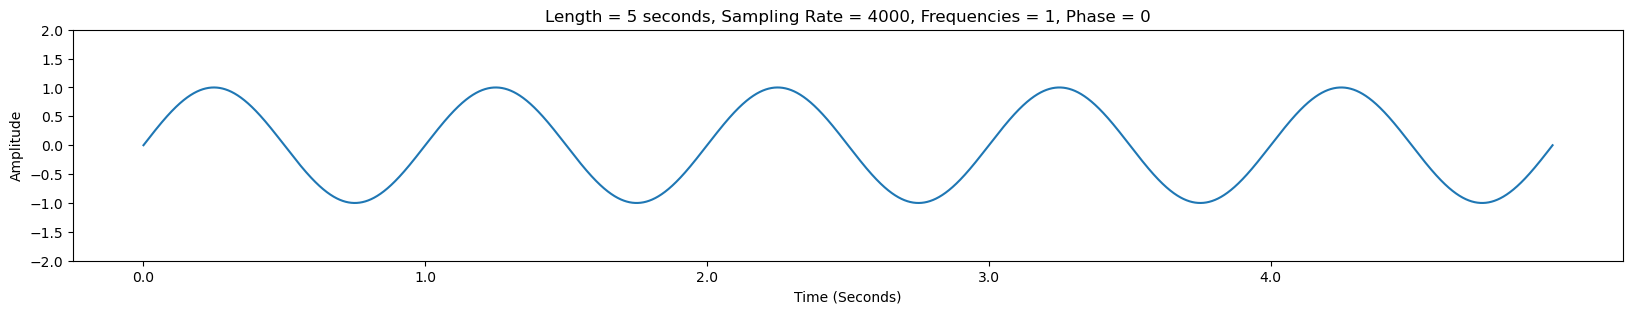 Length = 5 seconds, Sampling Rate = 4000, Frequencies = 1, Phase = 0
2.0
1.5
1.0
0.5
0.0
−0.5
−1.0
−1.5
−2.0
Amplitude
0.0 1.0 2.0 3.0 4.0
Time (Seconds)